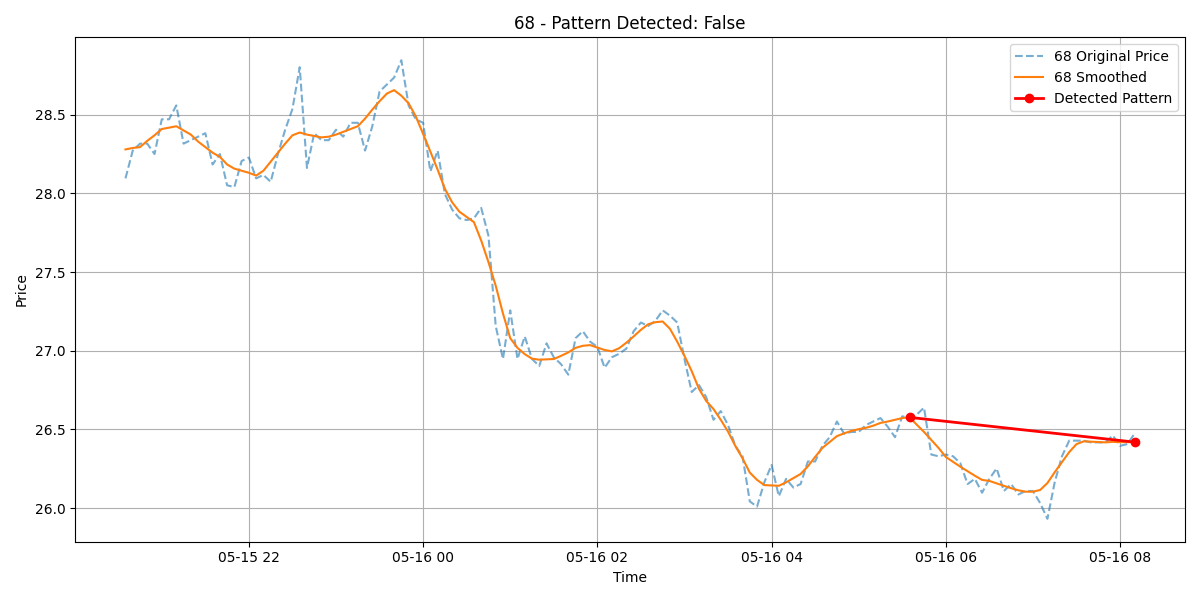 68 - Pattern Detected: False
68 Original Price
68 Smoothed
Detected Pattern
Price
28.5
28.0
27.5
27.0
26.5
26.0
05-15 22
05-16 00
05-16 02
05-16 04
05-16 06
05-16 08
Time